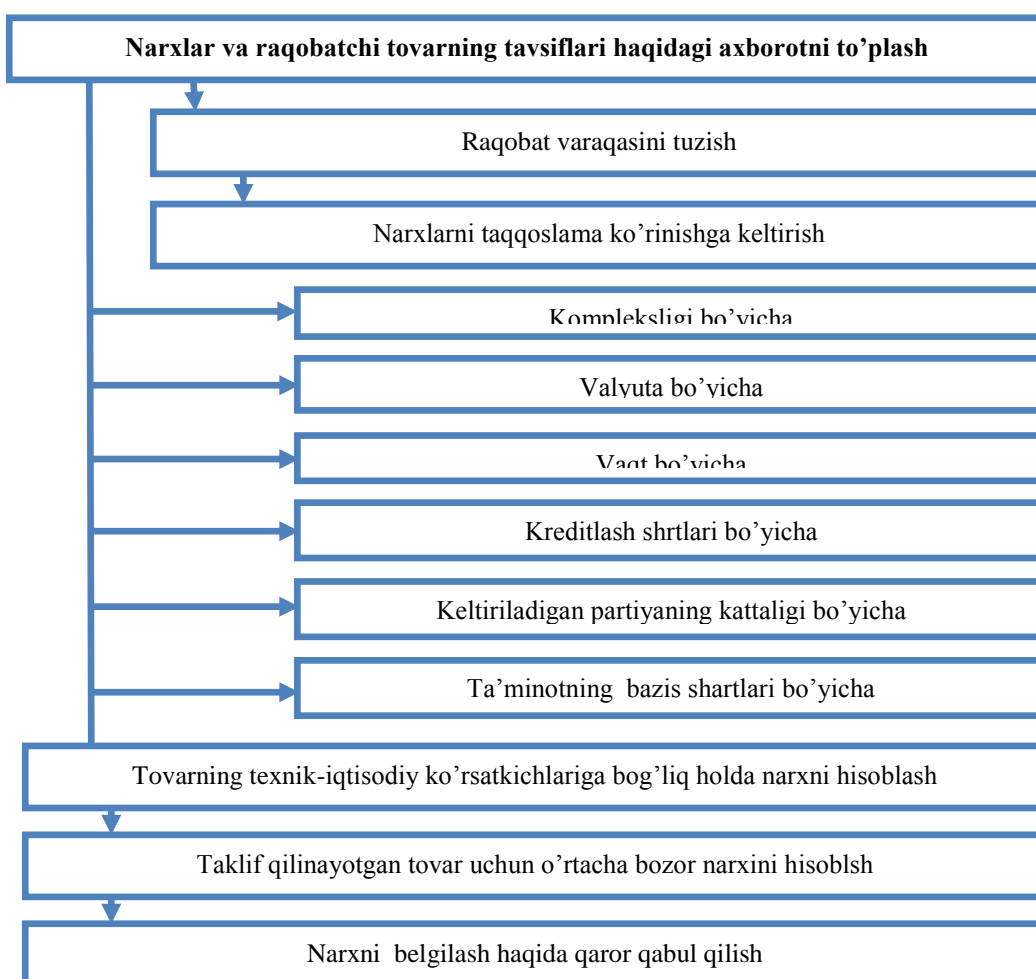 Narxlar va raqobatchi tovarning tavsiflari haqidagi axborotni to’plash
Raqobat varaqasini tuzish
Narxlarni taqqoslama ko’rinishga keltirish
Kompleksligi bo’yicha
Valyuta bo’yicha
Vaqt bo’yicha
Kreditlash shrtlari bo’yicha
Keltiriladigan partiyaning kattaligi bo’yicha
Ta’minotning bazis shartlari bo’yicha
Tovarning texnik-iqtisodiy ko’rsatkichlariga bog’liq holda narxni hisoblash
Taklif qilinayotgan tovar uchun o’rtacha bozor narxini hisoblsh
Narxni belgilash haqida qaror qabul qilish